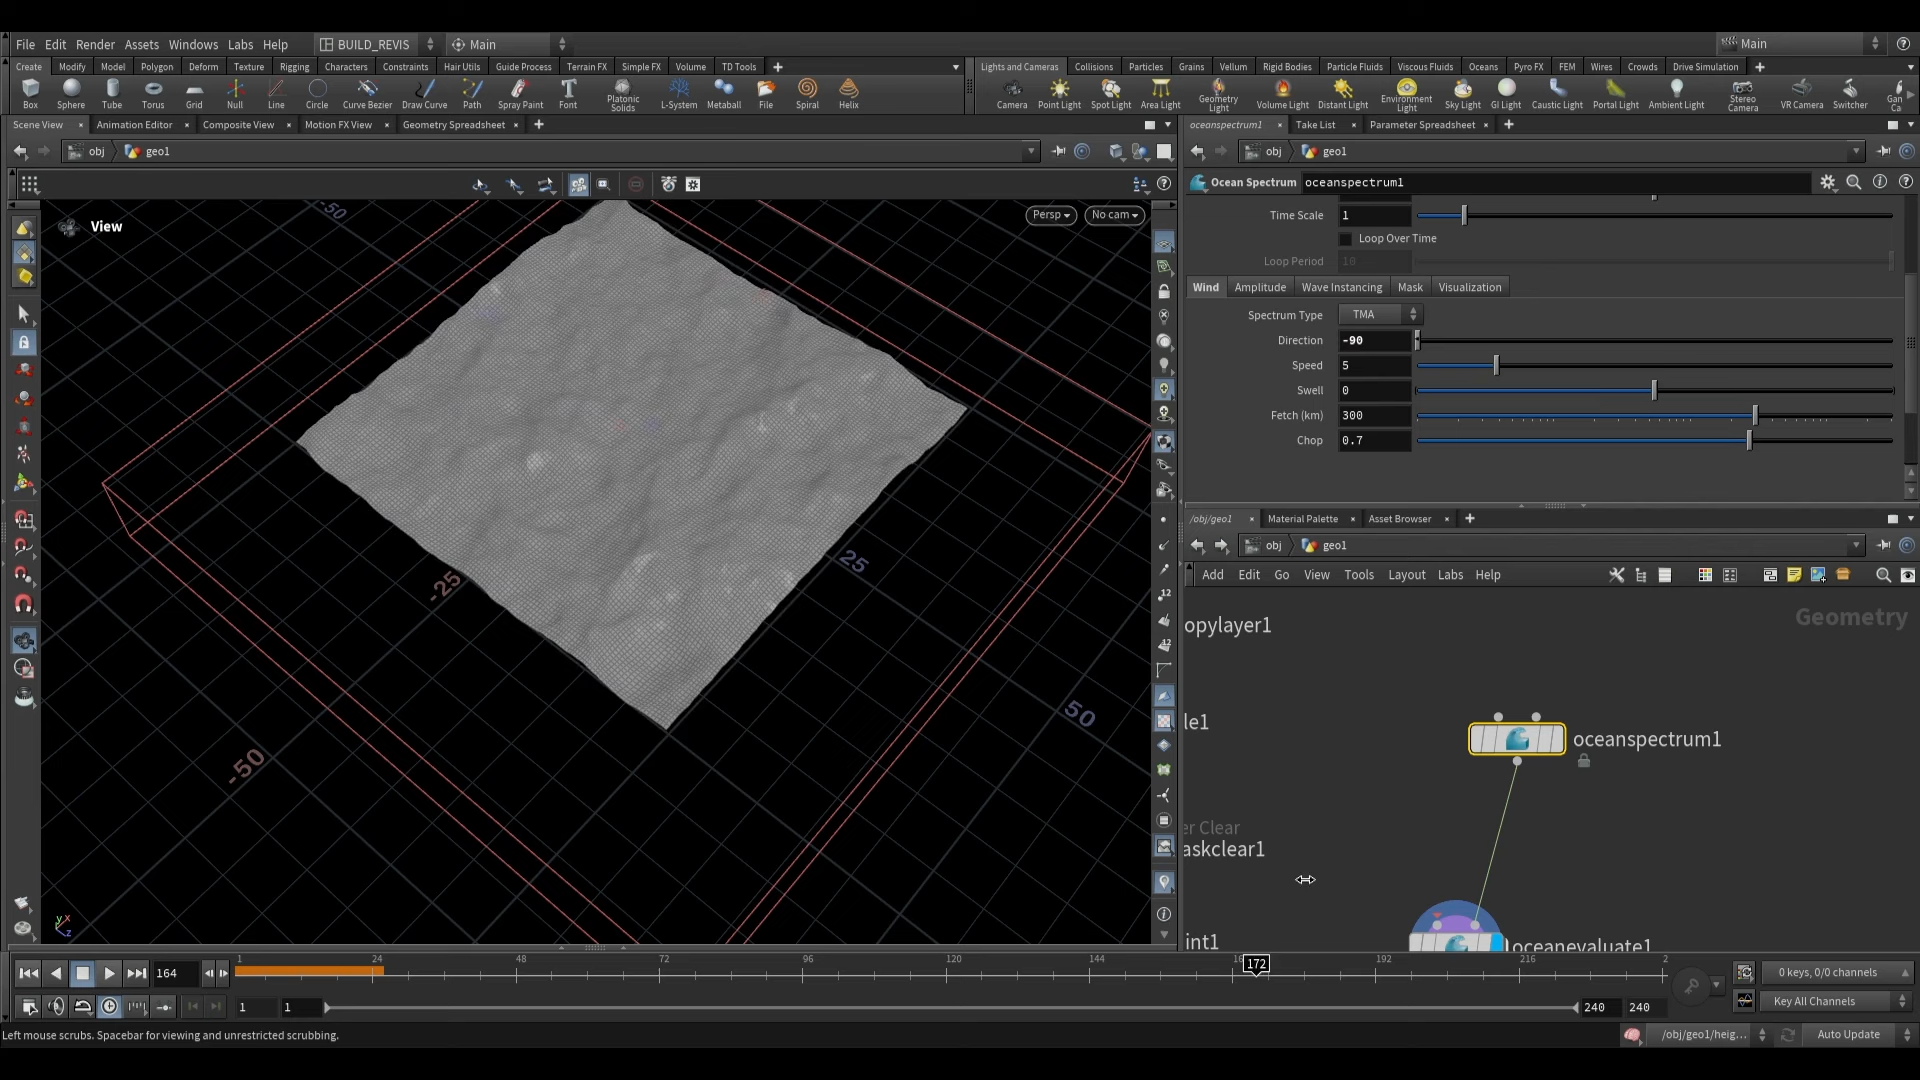 File Edit Render Assets Windows Labs Help BUILD_REVIS Main Main
Create Modify Model Polygon Deform Texture Rigging Characters Constraints Hair Utils Guide Process Terrain FX Simple FX Volume TD Tools
Lights and Cameras Collisions Particles Grains Vellum Rigid Bodies Particle Fluids Viscous Fluids Oceans Pyro FX FEM Wires Crowds Drive Simulation
Box Sphere Tube Torus Grid Null Line Circle Curve Bezier Draw Curve Path Spray Paint Font Platonic Solids L-System Metaball File Spiral Helix
Camera Point Light Spot Light Area Light Geometry Light Volume Light Distant Light Environment Light Sky Light GI Light Caustic Light Portal Light Ambient Light Stereo Camera VR Camera Switcher Gan Ca
Scene View Animation Editor Composite View Motion FX View Geometry Spreadsheet
oceanspectrum1 Take List Parameter Spreadsheet
obj geo1
obj geo1
Ocean Spectrum oceanspectrum1
View
Persp No cam
-50
-25
25
50
-50
Time Scale 1
Loop Over Time
Loop Period 10
Wind Amplitude Wave Instancing Mask Visualization
Spectrum Type TMA
Direction -90
Speed 5
Swell 0
Fetch (km) 300
Chop 0.7
/obj/geo1 Material Palette Asset Browser
obj geo1
Add Edit Go View Tools Layout Labs Help
Geometry
opylayer1
le1
oceanspectrum1
er Clear
askclear1
int1
oceanevaluate1
164 1 24 48 72 96 120 144 16 172 192 216 2
0 keys, 0/0 channels
1 1 240 240
Key All Channels
Left mouse scrubs. Spacebar for viewing and unrestricted scrubbing.
/obj/geo1/heig... Auto Update